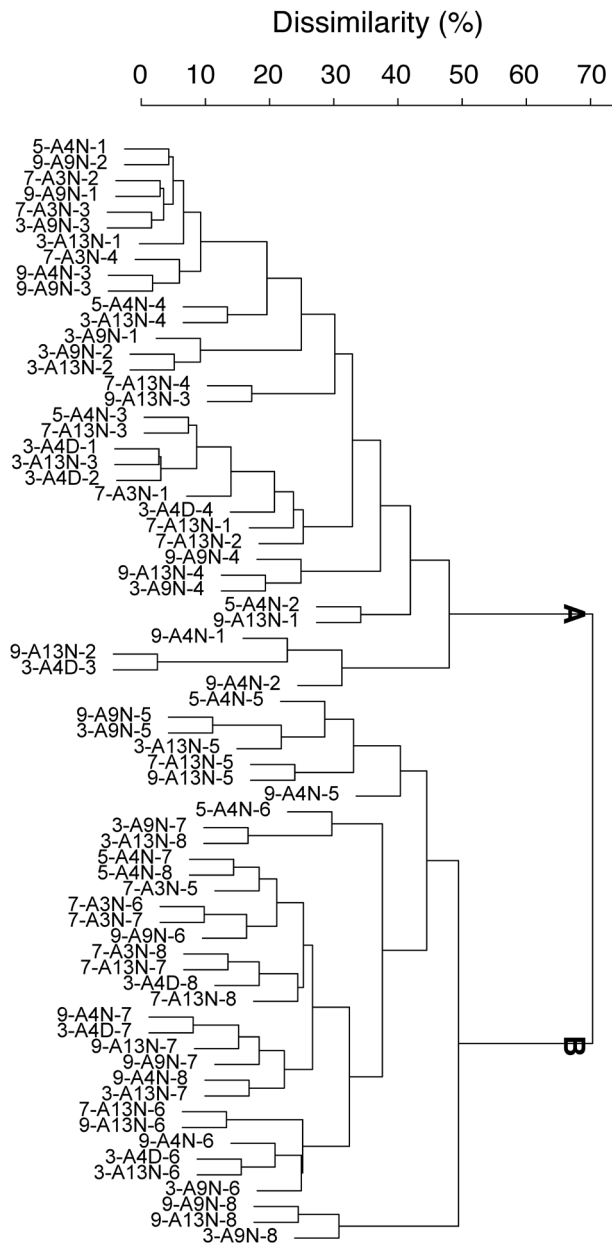 Dissimilarity (%)
0 10 20 30 40 50 60 70
5-A4N-1
9-A9N-2
7-A3N-2
9-A9N-1
7-A3N-3
3-A9N-3
3-A13N-1
7-A3N-4
9-A4N-3
9-A9N-3
5-A4N-4
3-A13N-4
3-A9N-1
3-A9N-2
3-A13N-2
7-A13N-4
9-A13N-3
5-A4N-3
7-A13N-3
3-A4D-1
3-A13N-3
3-A4D-2
7-A3N-1
3-A4D-4
7-A13N-1
7-A13N-2
9-A9N-4
9-A13N-4
3-A9N-4
5-A4N-2
A
9-A13N-1
9-A4N-1
9-A13N-2
3-A4D-3
9-A4N-2
5-A4N-5
9-A9N-5
3-A9N-5
3-A13N-5
7-A13N-5
9-A13N-5
9-A4N-5
5-A4N-6
3-A9N-7
3-A13N-8
5-A4N-7
5-A4N-8
7-A3N-5
7-A3N-6
7-A3N-7
9-A9N-6
7-A3N-8
7-A13N-7
3-A4D-8
7-A13N-8
9-A4N-7
3-A4D-7
B
9-A13N-7
9-A9N-7
9-A4N-8
3-A13N-7
7-A13N-6
9-A13N-6
9-A4N-6
3-A4D-6
3-A13N-6
3-A9N-6
9-A9N-8
9-A13N-8
3-A9N-8